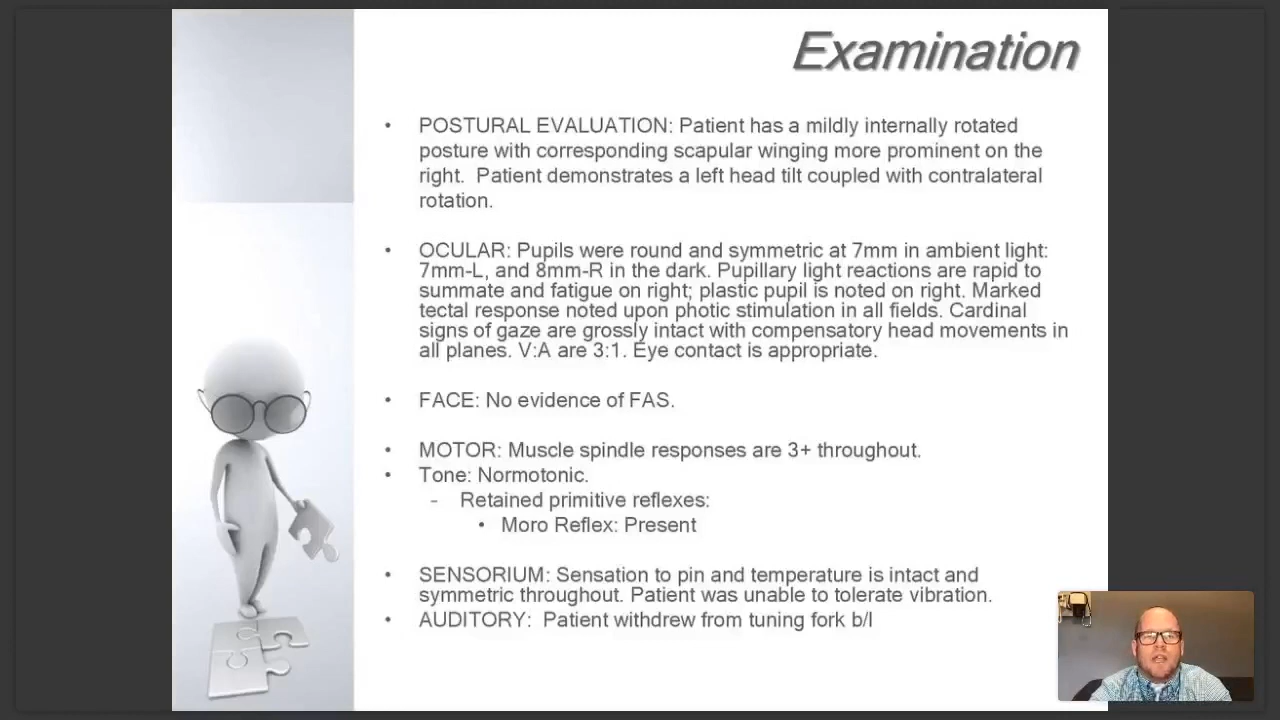 Examination
• POSTURAL EVALUATION: Patient has a mildly internally rotated
posture with corresponding scapular winging more prominent on the
right. Patient demonstrates a left head tilt coupled with contralateral
rotation.
• OCULAR: Pupils were round and symmetric at 7mm in ambient light:
7mm-L, and 8mm-R in the dark. Pupillary light reactions are rapid to
summate and fatigue on right; plastic pupil is noted on right. Marked
tectal response noted upon photic stimulation in all fields. Cardinal
signs of gaze are grossly intact with compensatory head movements in
all planes. V:A are 3:1. Eye contact is appropriate.
• FACE: No evidence of FAS.
• MOTOR: Muscle spindle responses are 3+ throughout.
• Tone: Normotonic.
– Retained primitive reflexes:
• Moro Reflex: Present
• SENSORIUM: Sensation to pin and temperature is intact and
symmetric throughout. Patient was unable to tolerate vibration.
• AUDITORY: Patient withdrew from tuning fork b/l